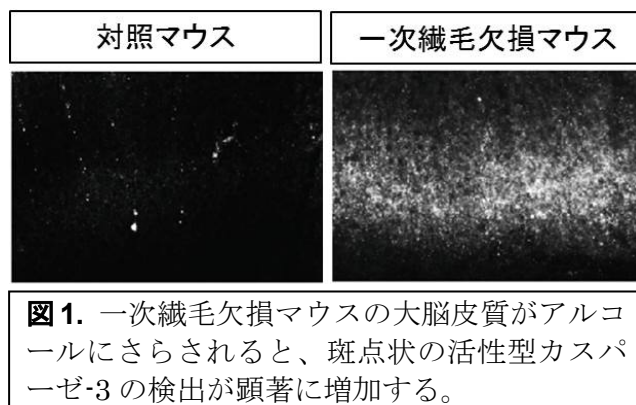 対照マウス
一次繊毛欠損マウス
図1. 一次繊毛欠損マウスの大脳皮質がアルコ
ールにさらされると、斑点状の活性型カスパ
ーゼ-3 の検出が顕著に増加する。